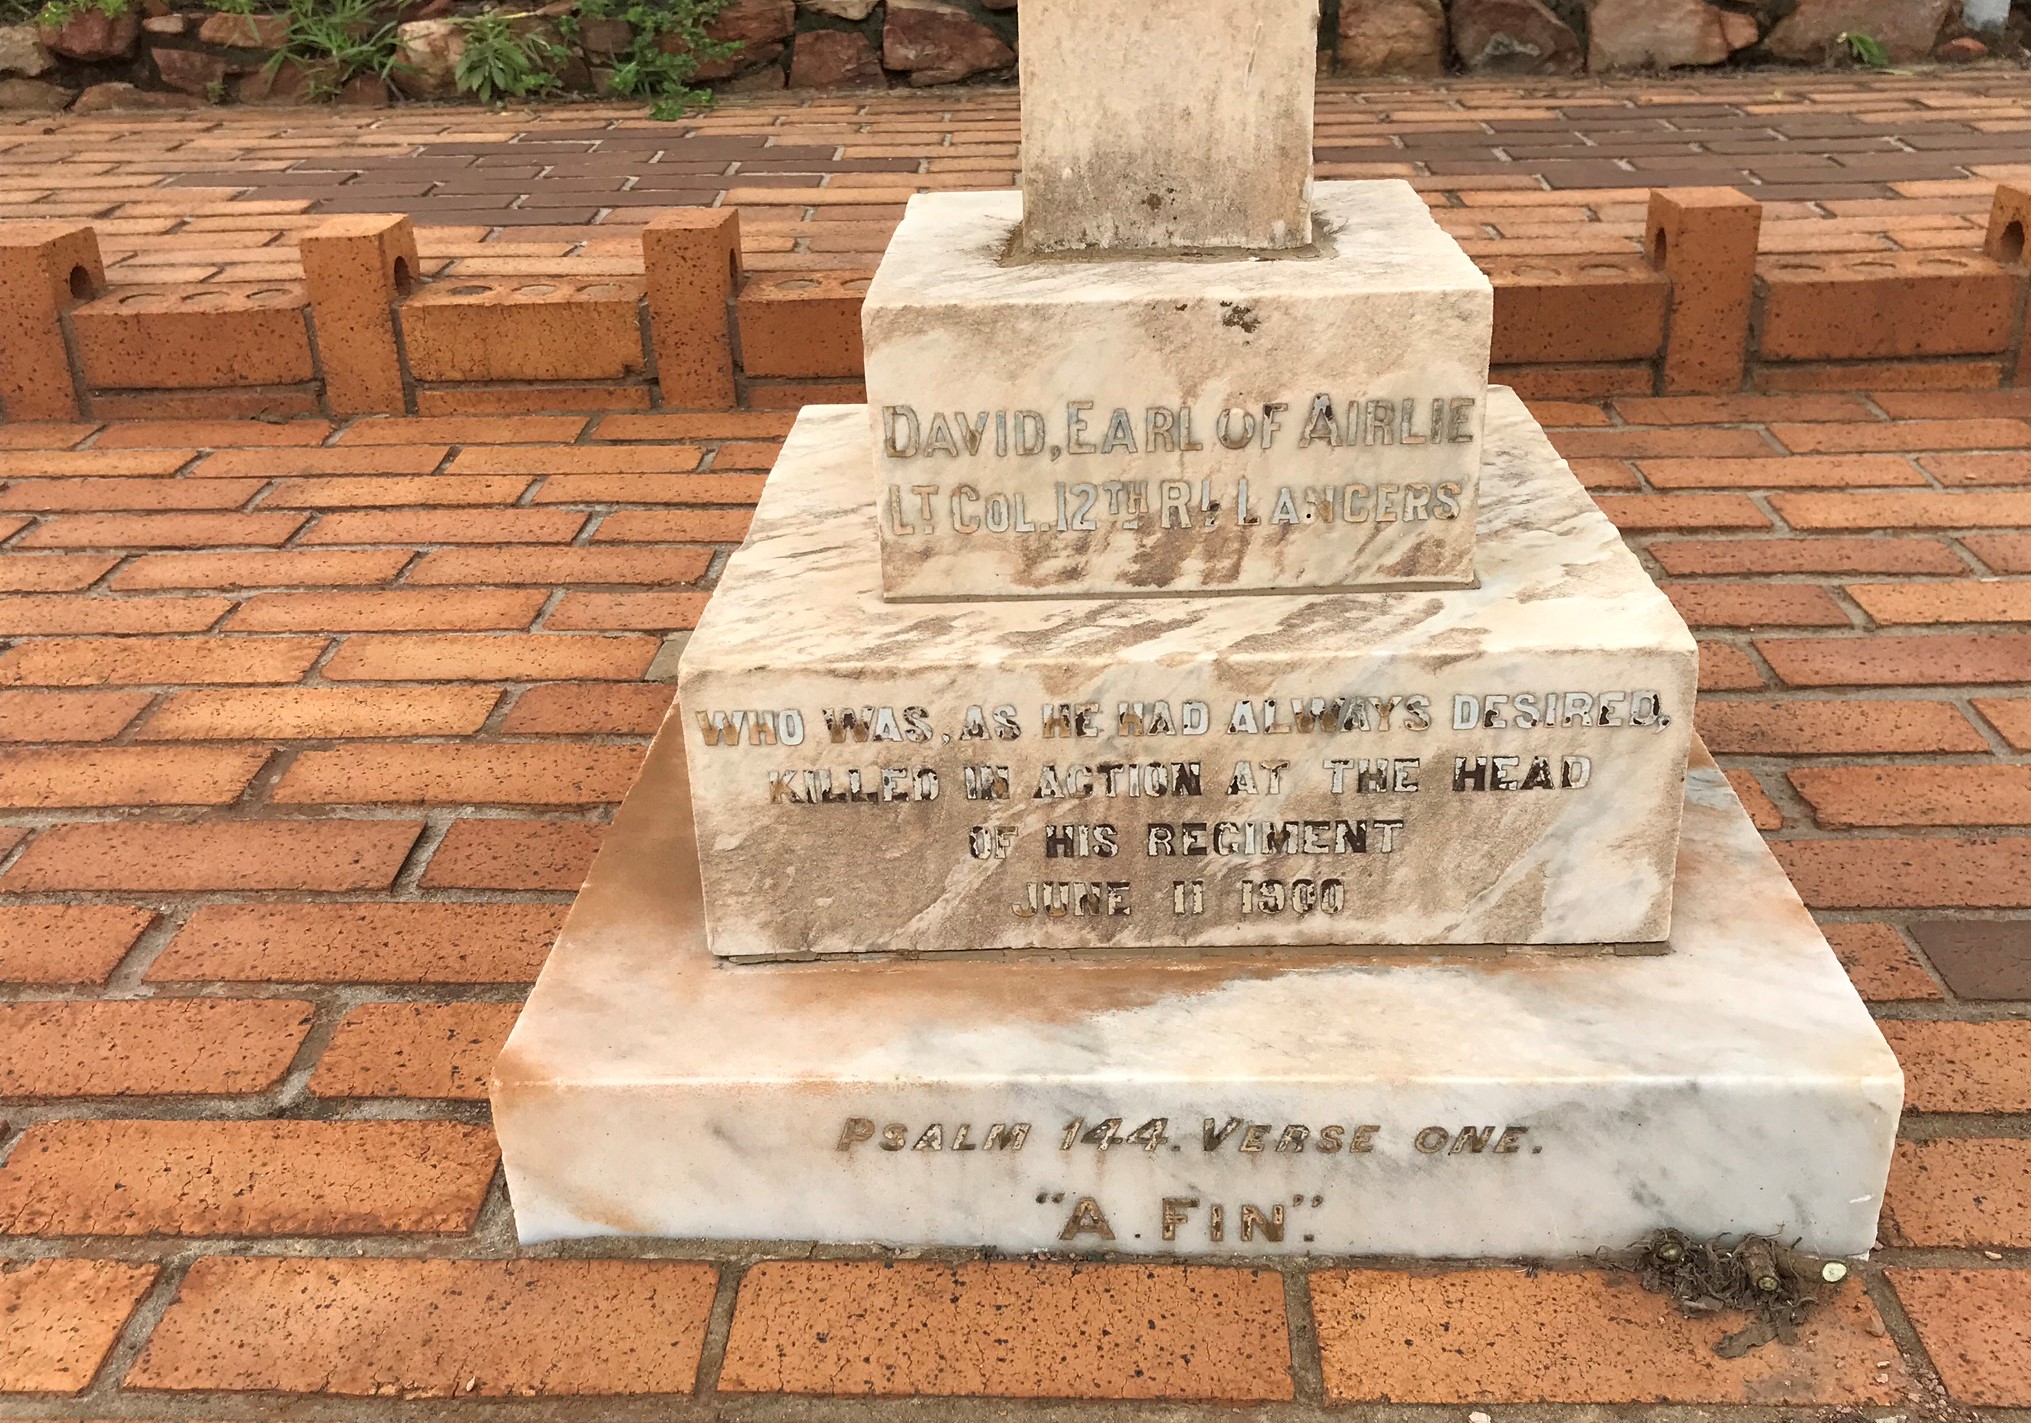 DAVID, EARL OF AIRLIE
LT COL. 12TH RL LANCERS
WHO WAS, AS HE HAD ALWAYS DESIRED,
KILLED IN ACTION AT THE HEAD
OF HIS REGIMENT
JUNE 11 1900
PSALM 144. VERSE ONE.
"A.FIN".